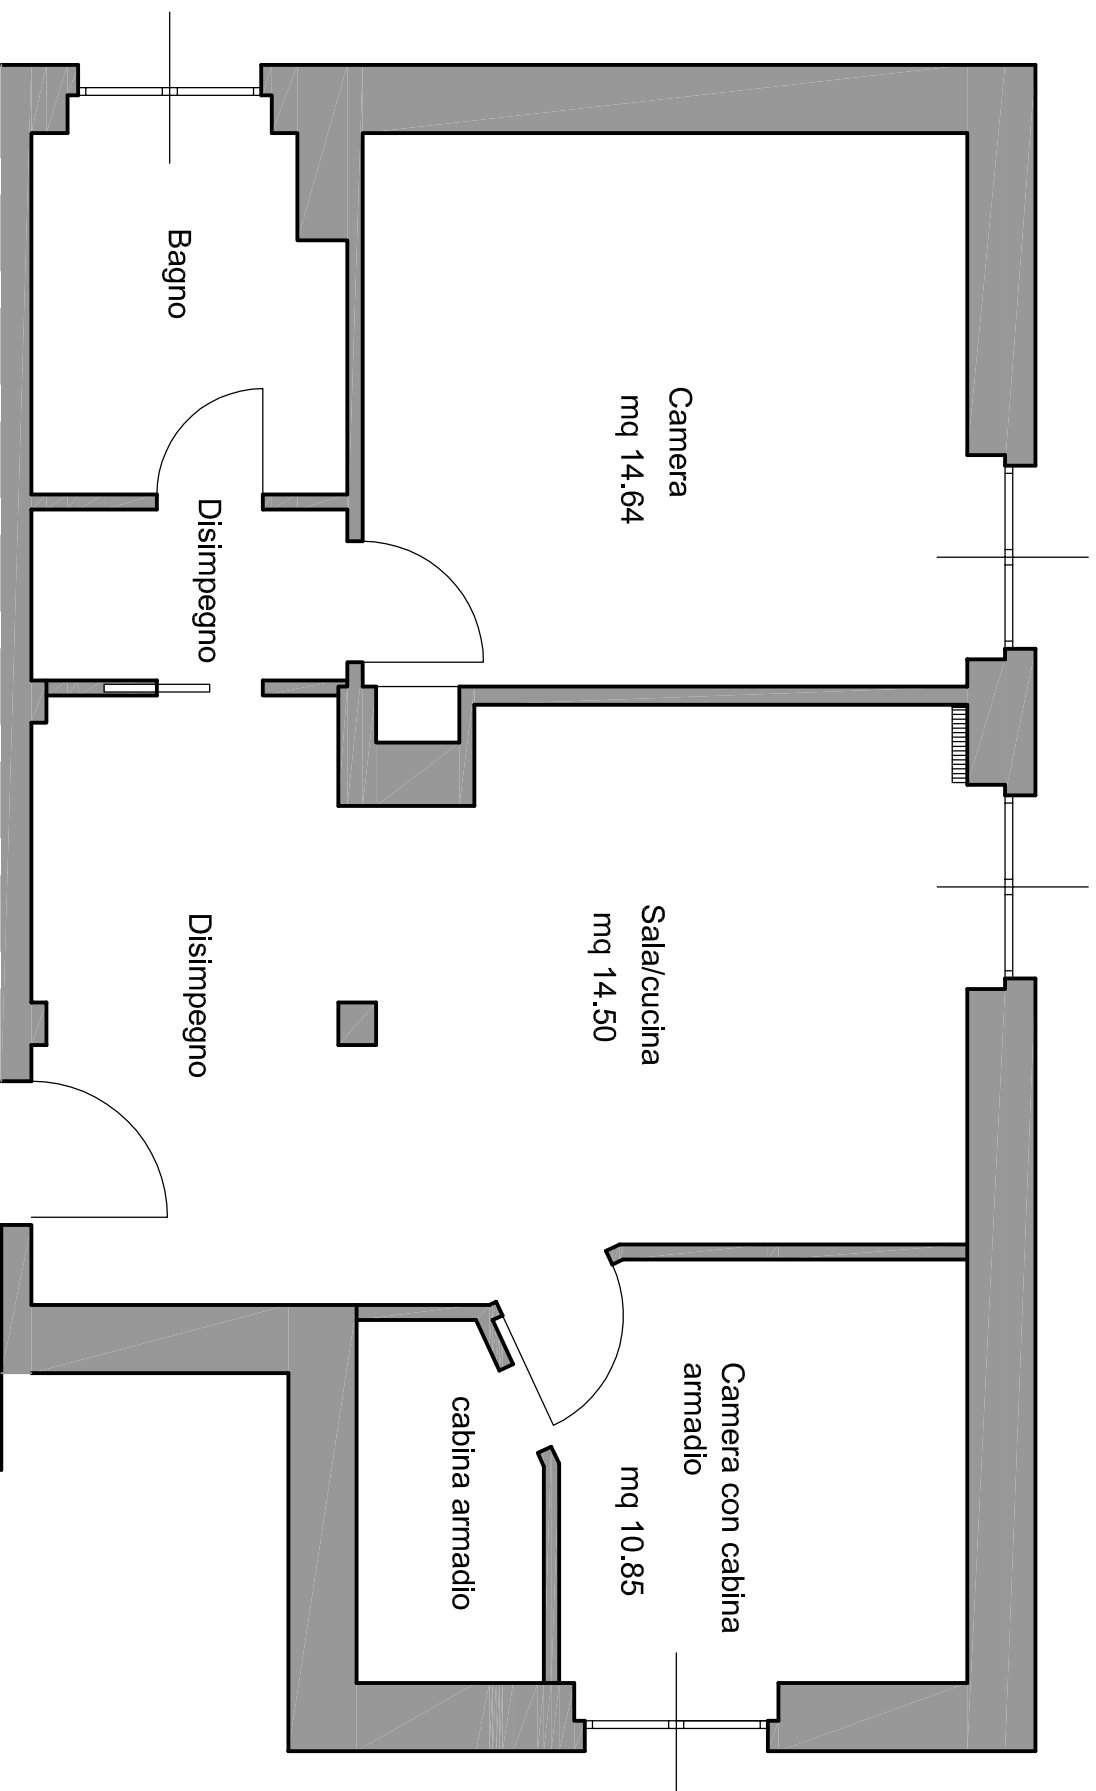 Bagno
Camera
mq 14.64
Disimpegno
Sala/cucina
mq 14.50
Disimpegno
Camera con cabina
armadio
mq 10.85
cabina armadio